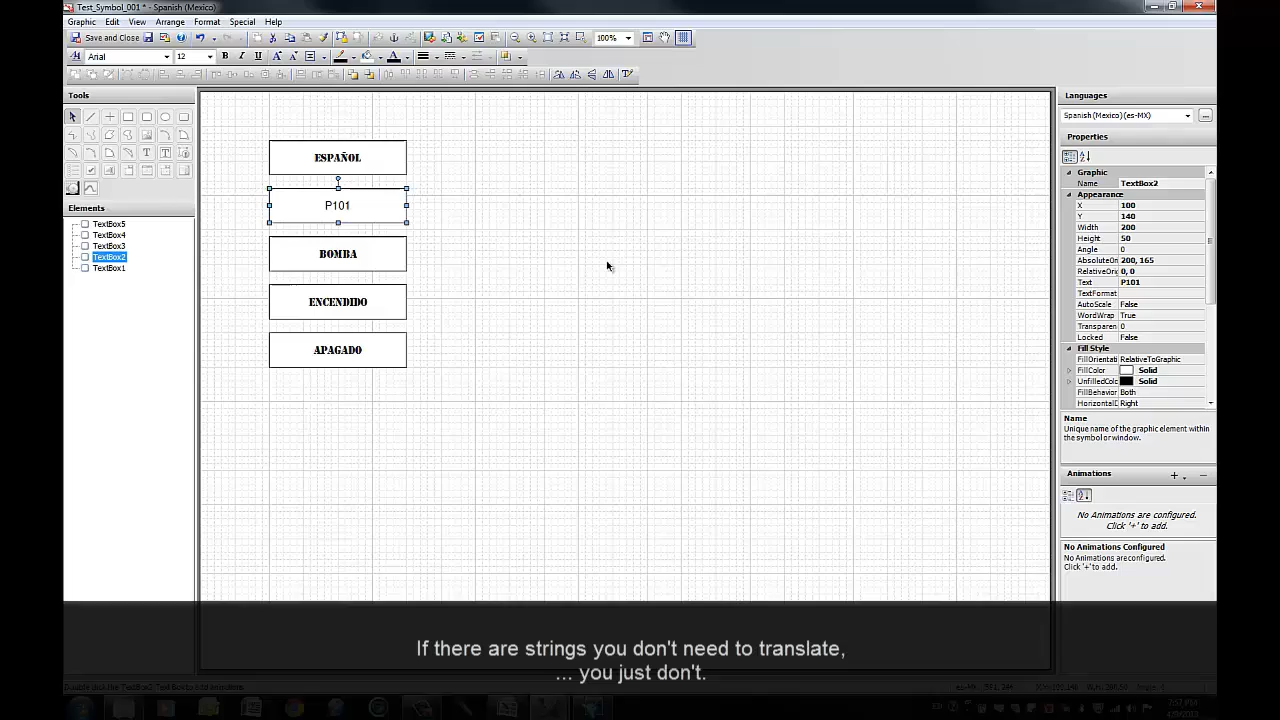 Test_Symbol_001 * - Spanish (Mexico)
Graphic Edit View Arrange Format Special Help
Save and Close 100%
Arial 12 B I U
Tools
Elements
TextBox5
TextBox4
TextBox3
TextBox2
TextBox1
ESPAÑOL
P101
BOMBA
ENCENDIDO
APAGADO
Languages
Spanish (Mexico) (es-MX)
Properties
Graphic
Name TextBox2
Appearance
X 100
Y 140
Width 200
Height 50
Angle 0
AbsoluteOri 200, 165
RelativeOrig 0, 0
Text P101
TextFormat
AutoScale False
WordWrap True
Transparen 0
Locked False
Fill Style
FillOrientati RelativeToGraphic
FillColor Solid
UnfilledColc Solid
FillBehavior Both
HorizontalD Right
Name
Unique name of the graphic element within
the symbol or window.
Animations
No Animations are configured.
Click '+' to add.
No Animations Configured
No Animations are configured.
Click '+' to add.
If there are strings you don't need to translate,
... you just don't.